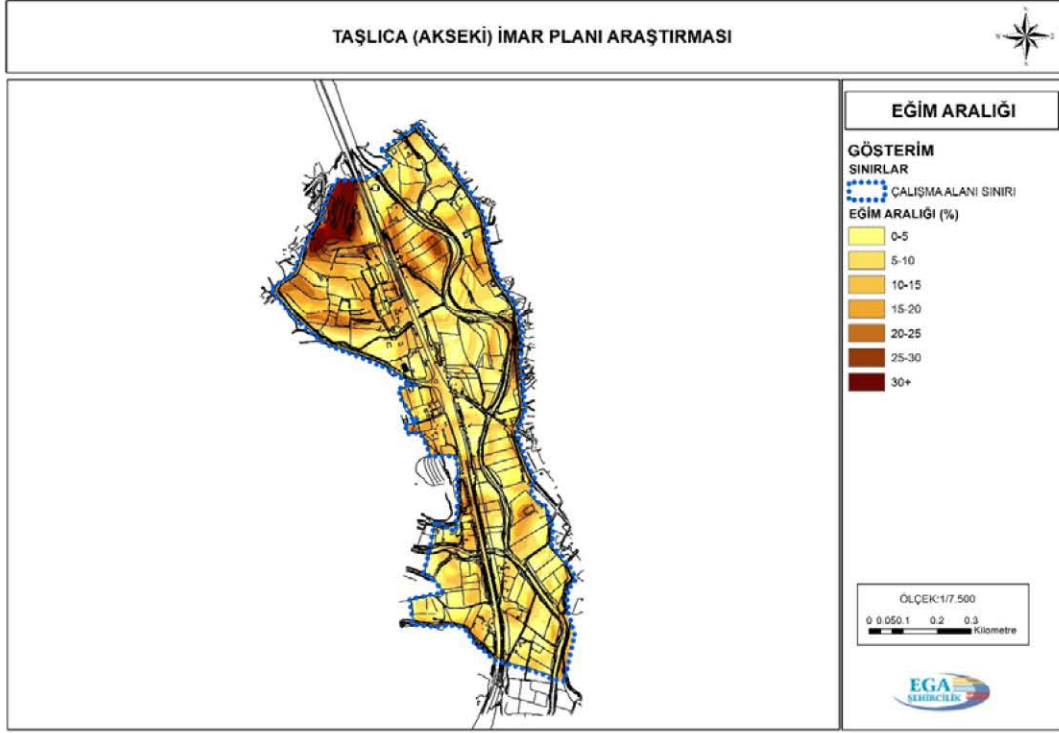 TAŞLICA (AKSEKİ) İMAR PLANI ARAŞTIRMASI
EĞİM ARALIĞI
GÖSTERİM
SINIRLAR
ÇALIŞMA ALANI SINIRI
EĞİM ARALIĞI (%)
0-5
5-10
10-15
15-20
20-25
25-30
30+
ÖLÇEK:1/7.500
0 0.050.1 0.2 0.3
Kilometre
EGA
ŞEHİRCİLİK